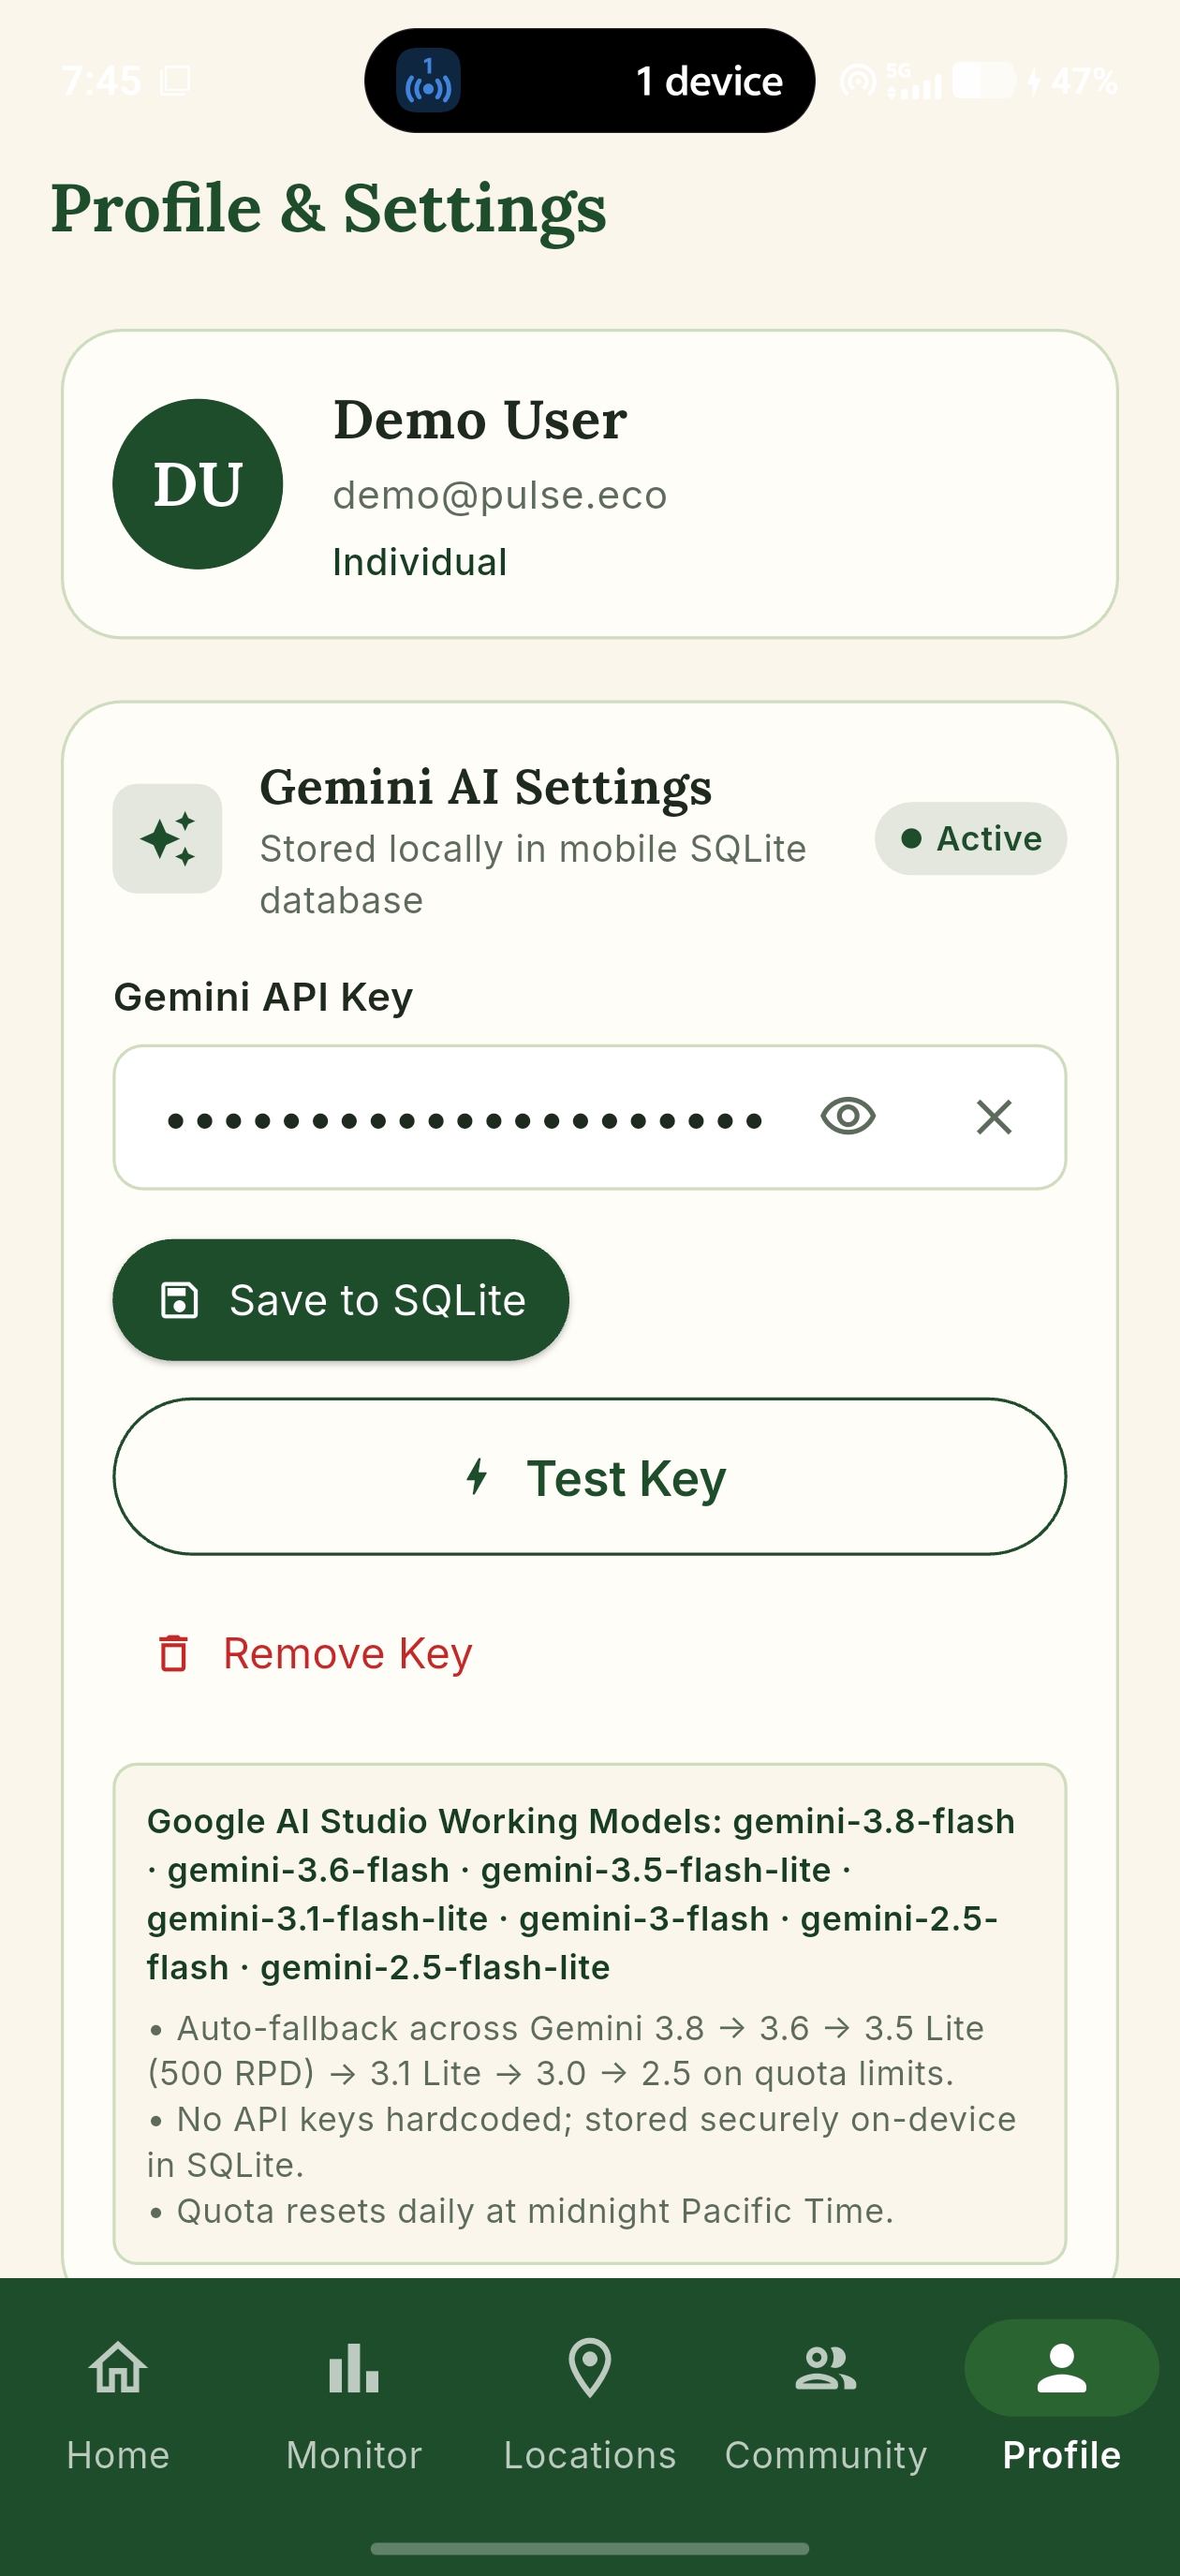 7:45
1
1 device
5G
47%
Profile & Settings
DU
Demo User
demo@pulse.eco
Individual
Gemini AI Settings
Stored locally in mobile SQLite
database
Active
Gemini API Key
Save to SQLite
Test Key
Remove Key
Google AI Studio Working Models: gemini-3.8-flash
· gemini-3.6-flash · gemini-3.5-flash-lite ·
gemini-3.1-flash-lite · gemini-3-flash · gemini-2.5-
flash · gemini-2.5-flash-lite
• Auto-fallback across Gemini 3.8 → 3.6 → 3.5 Lite
(500 RPD) → 3.1 Lite → 3.0 → 2.5 on quota limits.
• No API keys hardcoded; stored securely on-device
in SQLite.
• Quota resets daily at midnight Pacific Time.
Home
Monitor
Locations
Community
Profile